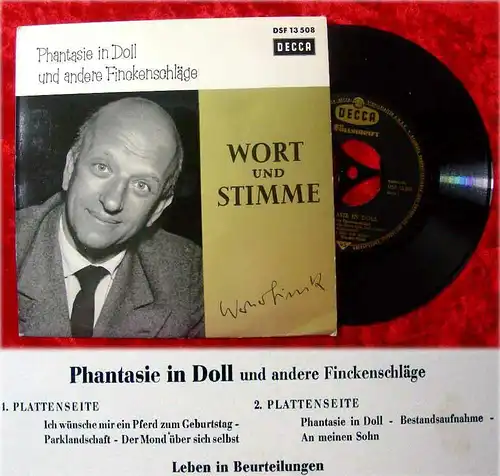 DSF 13 508
DECCA
Phantasie in Doll
und andere Finckenschläge
WORT
UND
STIMME
Werner Finck
DECCA
Phantasie in Doll und andere Finckenschläge
1. PLATTENSEITE
Ich wünsche mir ein Pferd zum Geburtstag -
Parklandschaft - Der Mond über sich selbst
2. PLATTENSEITE
Phantasie in Doll - Bestandsaufnahme -
An meinen Sohn
Leben in Beurteilungen